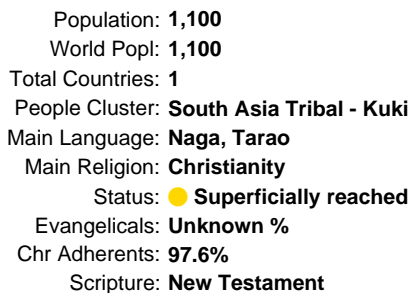 Population: 1,100
World Popl: 1,100
Total Countries: 1
People Cluster: South Asia Tribal - Kuki
Main Language: Naga, Tarao
Main Religion: Christianity
Status: Superficially reached
Evangelicals: Unknown %
Chr Adherents: 97.6%
Scripture: New Testament